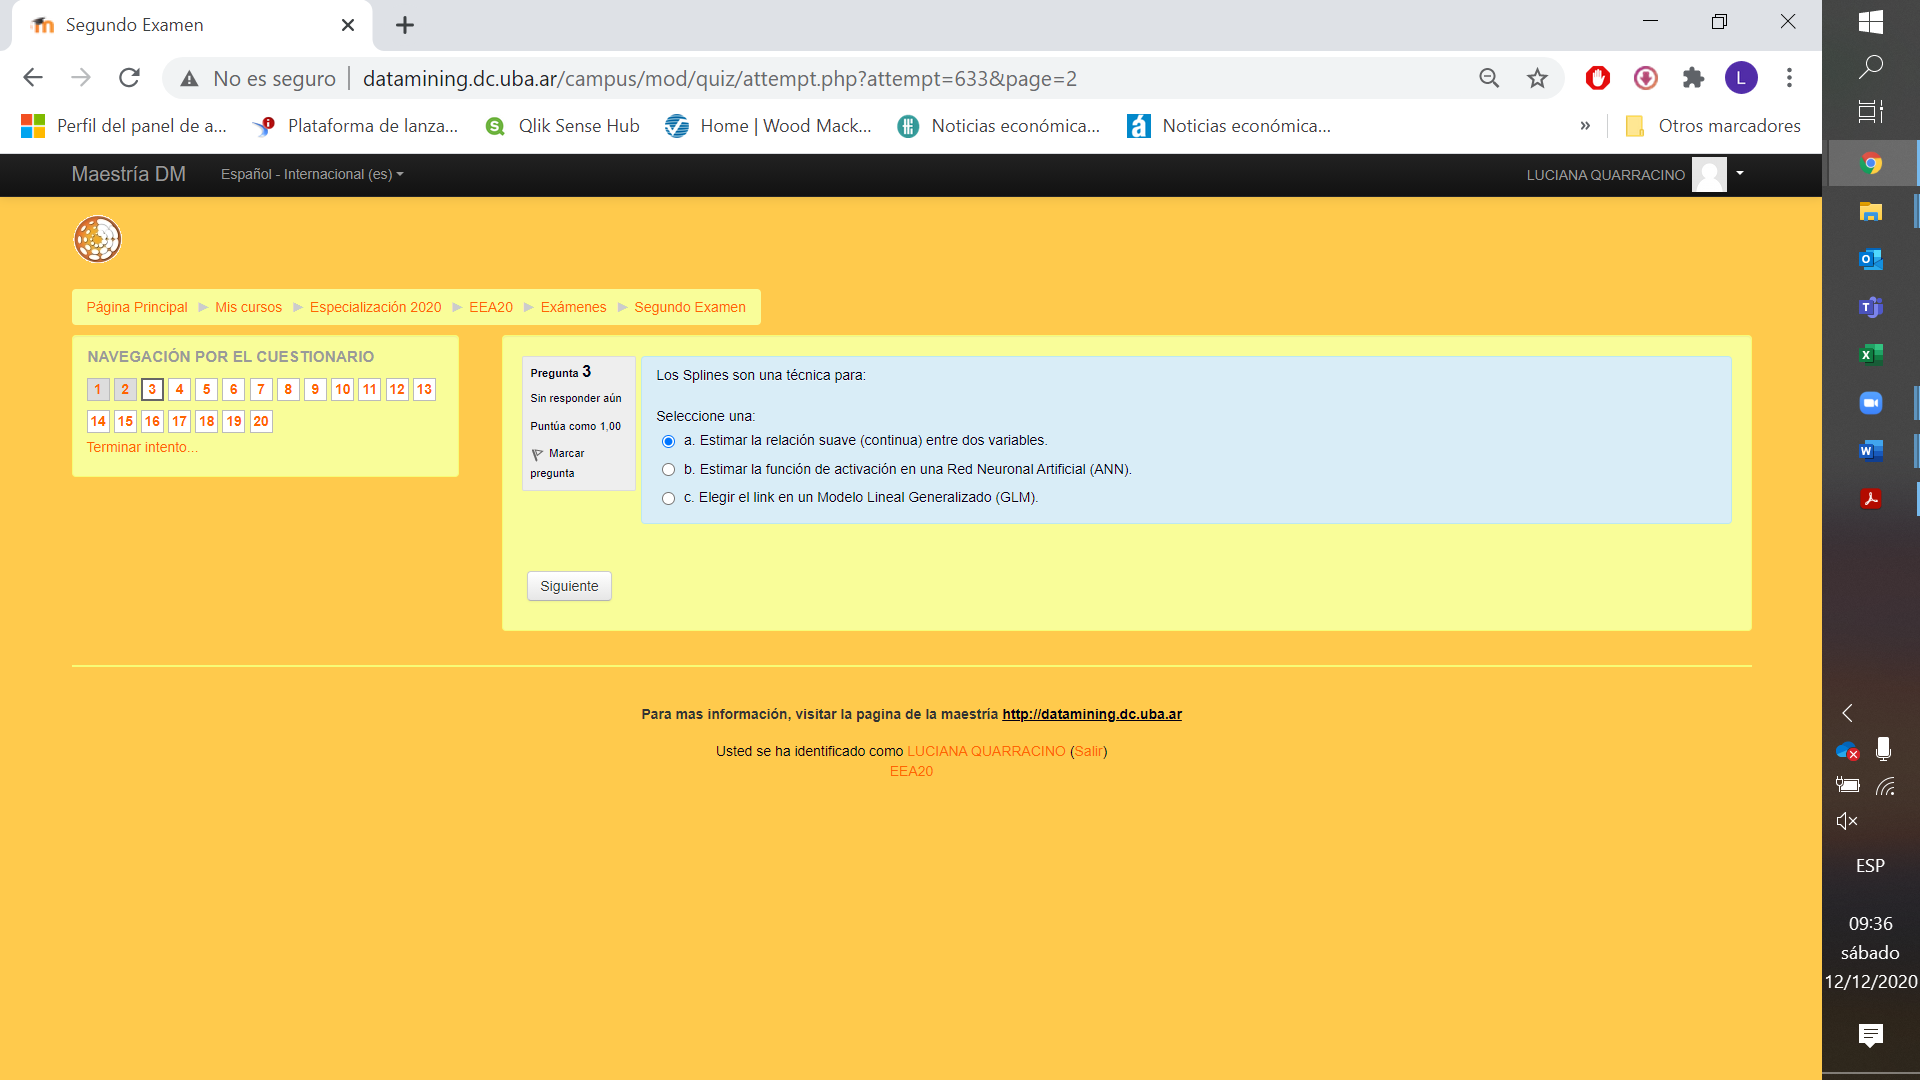 Segundo Examen
No es seguro
datamining.dc.uba.ar/campus/mod/quiz/attempt.php?attempt=633&page=2
L
Perfil del panel de a...
Plataforma de lanza...
Qlik Sense Hub
Home | Wood Mack...
Noticias económica...
Noticias económica...
»
Otros marcadores
Maestría DM
Español - Internacional (es)
LUCIANA QUARRACINO
Página Principal ► Mis cursos ► Especialización 2020 ► EEA20 ► Exámenes ► Segundo Examen
NAVEGACIÓN POR EL CUESTIONARIO
1 2 3 4 5 6 7 8 9 10 11 12 13
14 15 16 17 18 19 20
Terminar intento...
Pregunta 3
Sin responder aún
Puntúa como 1,00
Marcar
pregunta
Los Splines son una técnica para:
Seleccione una:
a. Estimar la relación suave (continua) entre dos variables.
b. Estimar la función de activación en una Red Neuronal Artificial (ANN).
c. Elegir el link en un Modelo Lineal Generalizado (GLM).
Siguiente
Para mas información, visitar la pagina de la maestría http://datamining.dc.uba.ar
Usted se ha identificado como LUCIANA QUARRACINO (Salir)
EEA20
ESP
09:36
sábado
12/12/2020